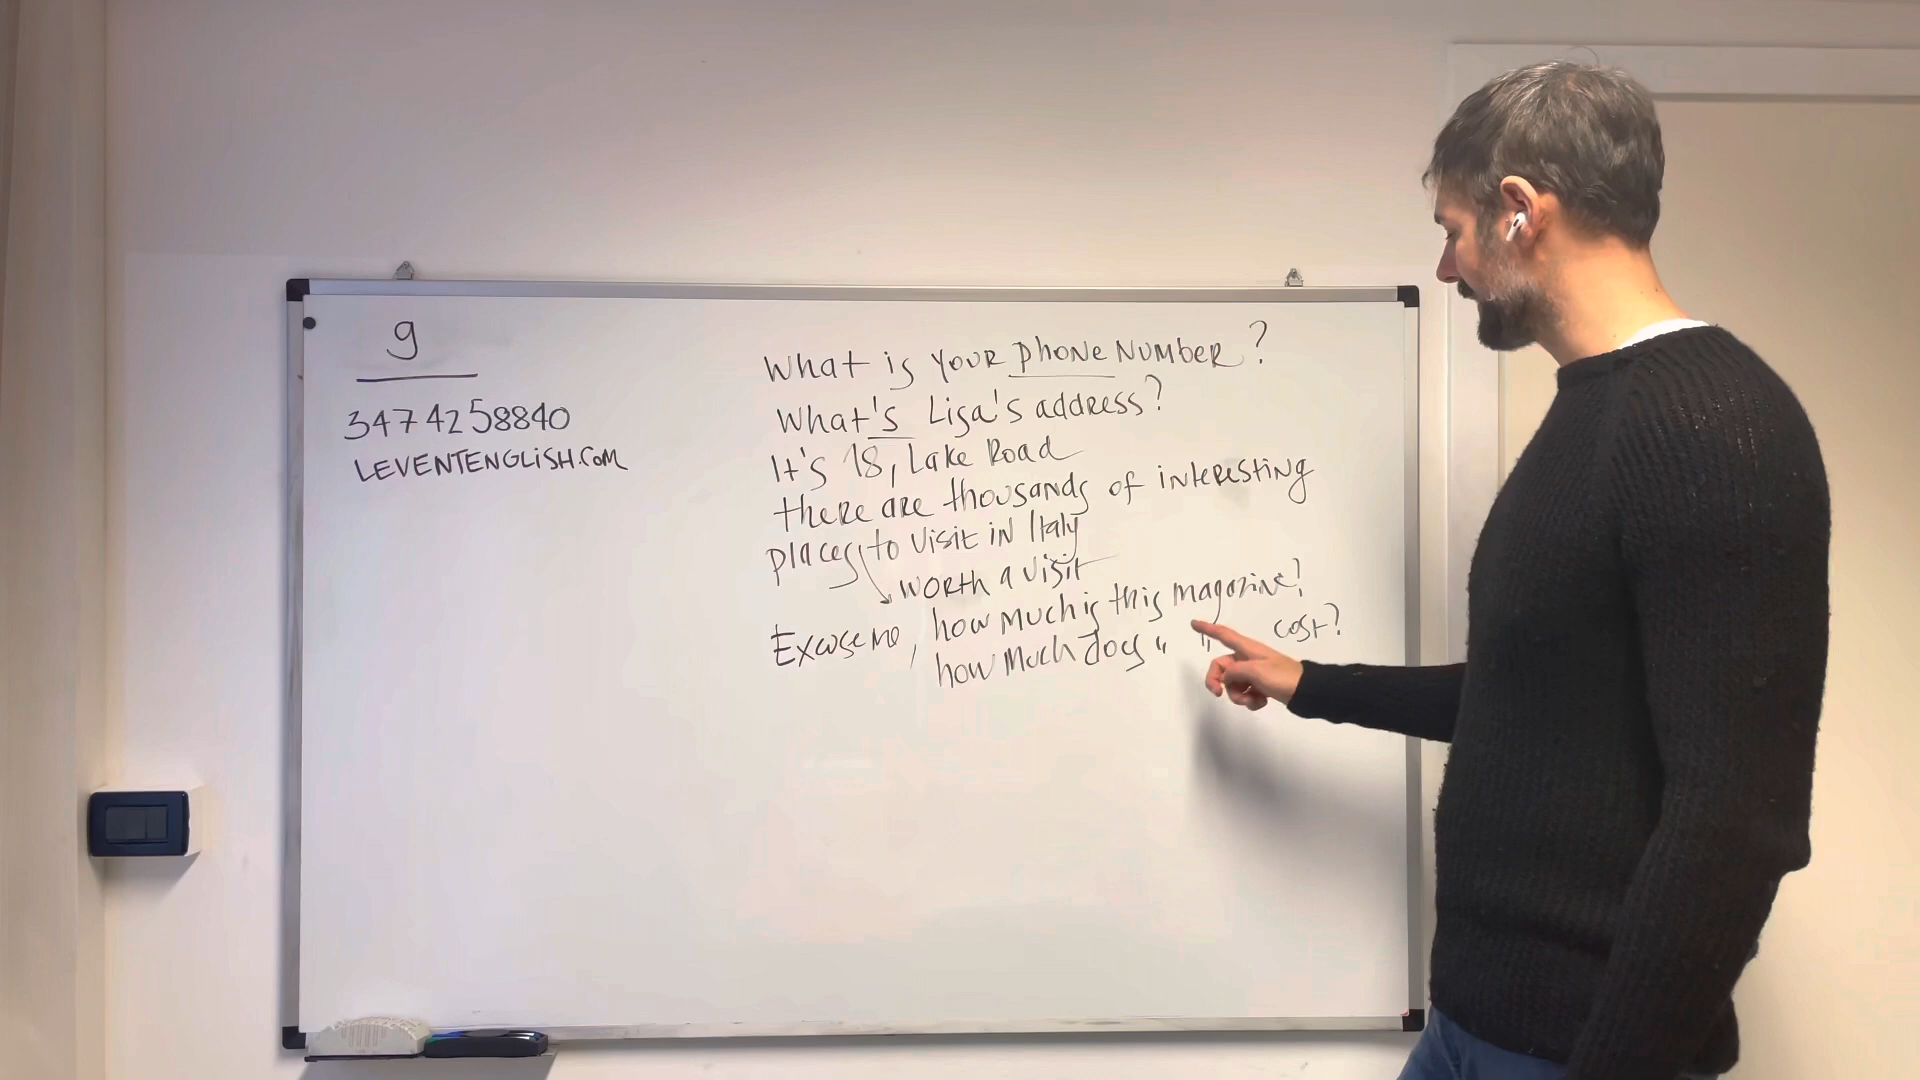 9
3474258840
LEVENTENGLISH.COM
What is your phone number?
What's Lisa's address?
It's 18, Lake Road
there are thousands of interesting
places to visit in Italy
worth a visit
Excuse me, how much is this magazine?
how much does " " cost?